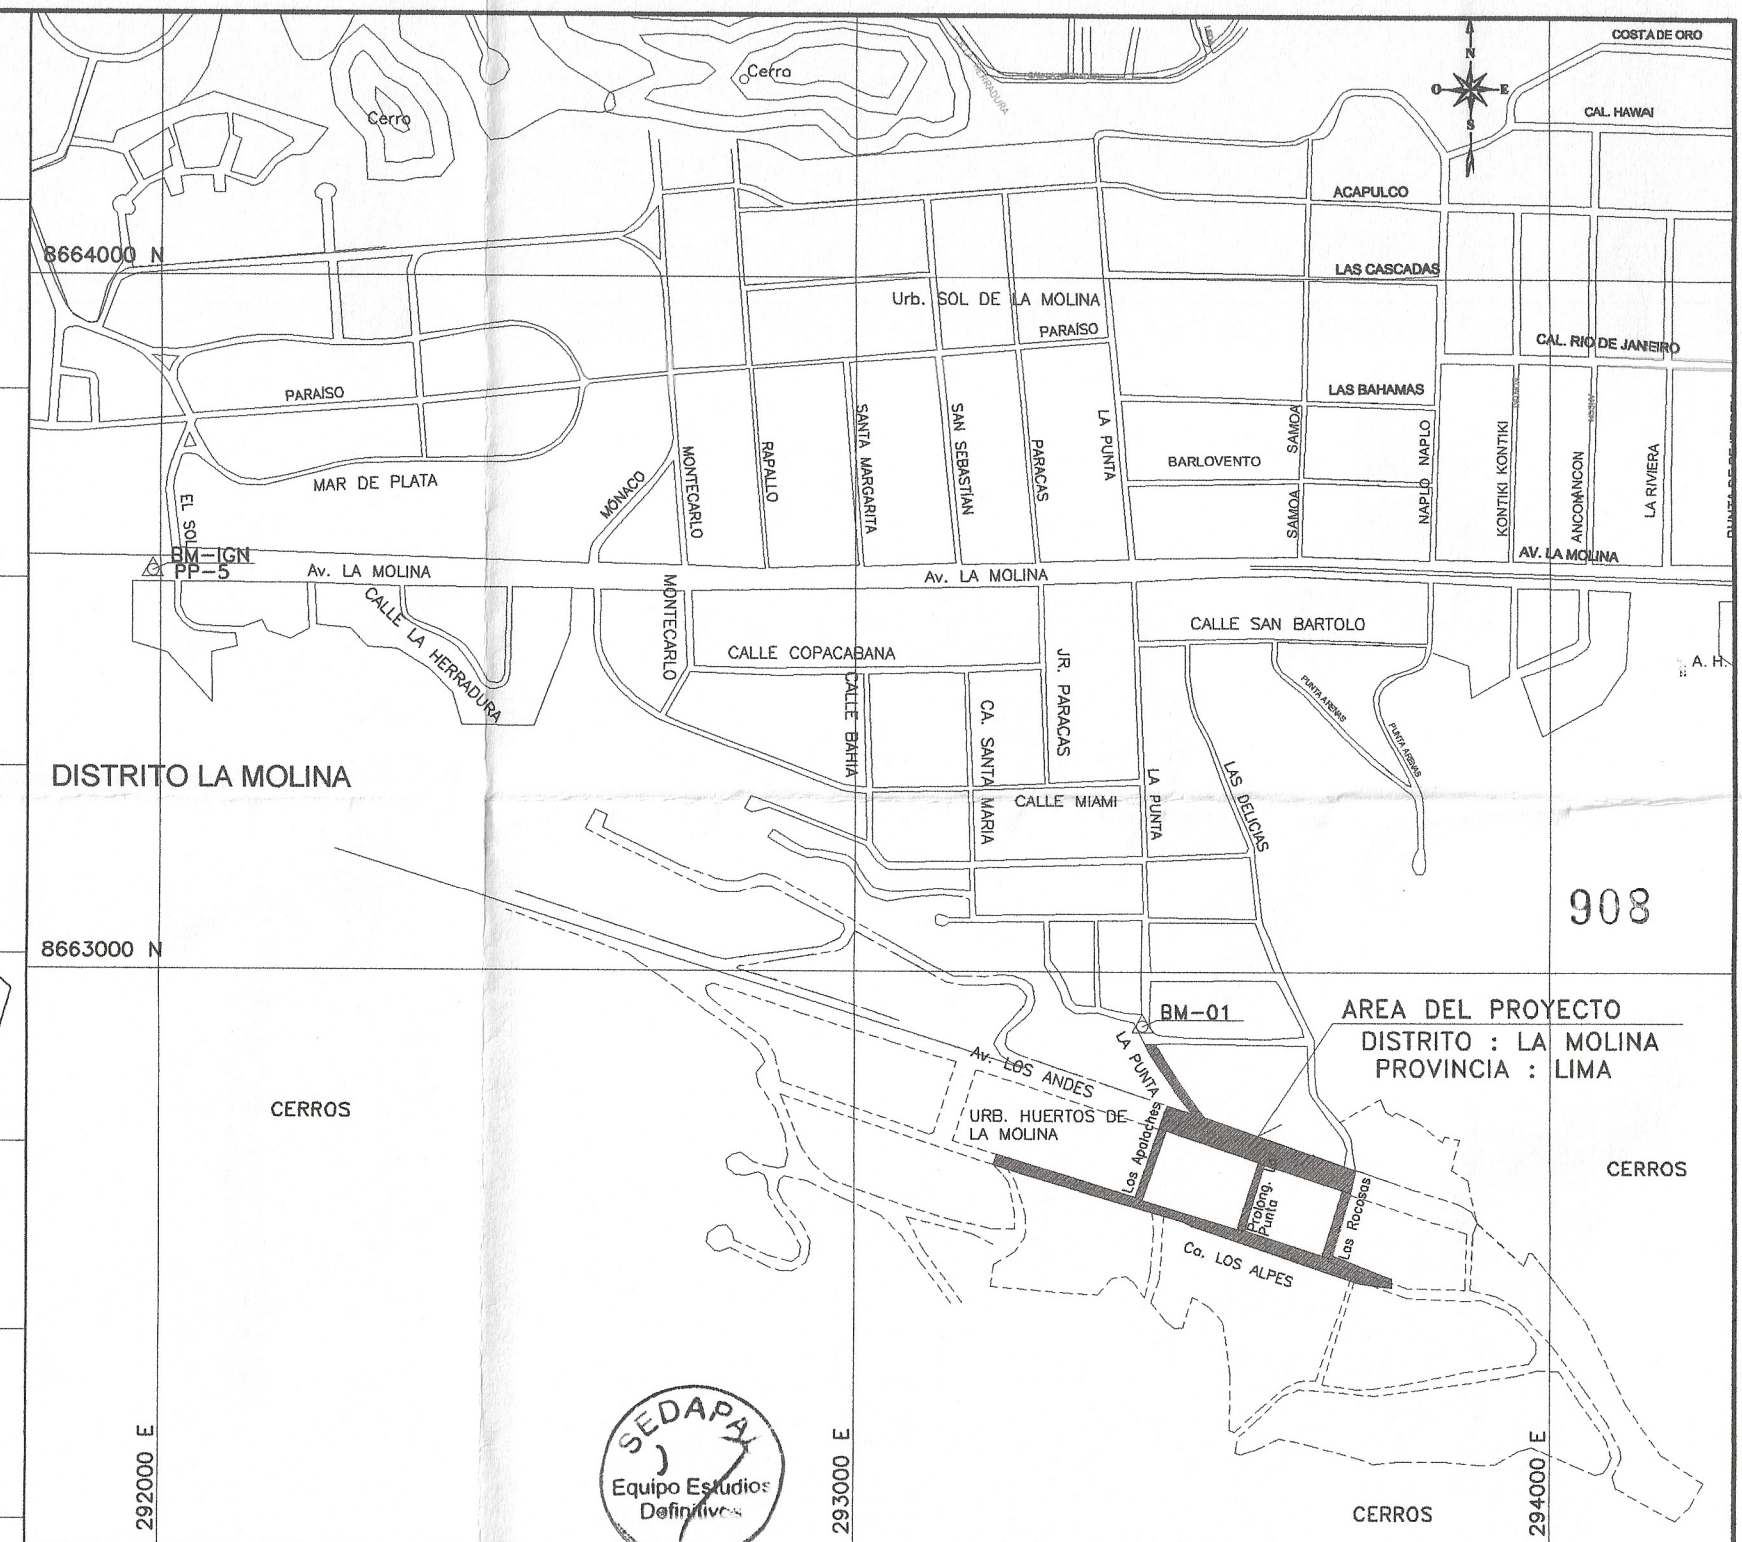 COSTA DE ORO
N
O
E
S
Cerro
Cerro
CAL. HAWAI
ACAPULCO
8664000 N
LAS CASCADAS
Urb. SOL DE LA MOLINA
PARAÍSO
CAL. RIO DE JANEIRO
PARAÍSO
LAS BAHAMAS
MAR DE PLATA
EL SOL
MÓNACO
MONTECARLO
RAPALLO
SANTA MARGARITA
SAN SEBASTÍAN
PARACAS
LA PUNTA
BARLOVENTO
SAMOA
SAMOA
NAPLO
NAPLO
KONTIKI
KONTIKI
ANCOMANCON
LA RIVIERA
BM-IGN
PP-5
Av. LA MOLINA
Av. LA MOLINA
AV. LA MOLINA
CALLE LA HERRADURA
MONTECARLO
CALLE COPACABANA
CALLE SAN BARTOLO
CALLE BAHIA
CA. SANTA MARIA
JR. PARACAS
PUNTA ARENAS
PUNTA ARENAS
A. H.
DISTRITO LA MOLINA
CALLE MIAMI
LA PUNTA
LAS DELICIAS
908
8663000 N
BM-01
AREA DEL PROYECTO
DISTRITO : LA MOLINA
PROVINCIA : LIMA
LA PUNTA
Av. LOS ANDES
CERROS
URB. HUERTOS DE
LA MOLINA
Los Apalaches
Prolong. La
Punta
Las Rocosas
CERROS
Ca. LOS ALPES
SEDAPAL
Equipo Estudios
Definitivos
292000 E
293000 E
294000 E
CERROS